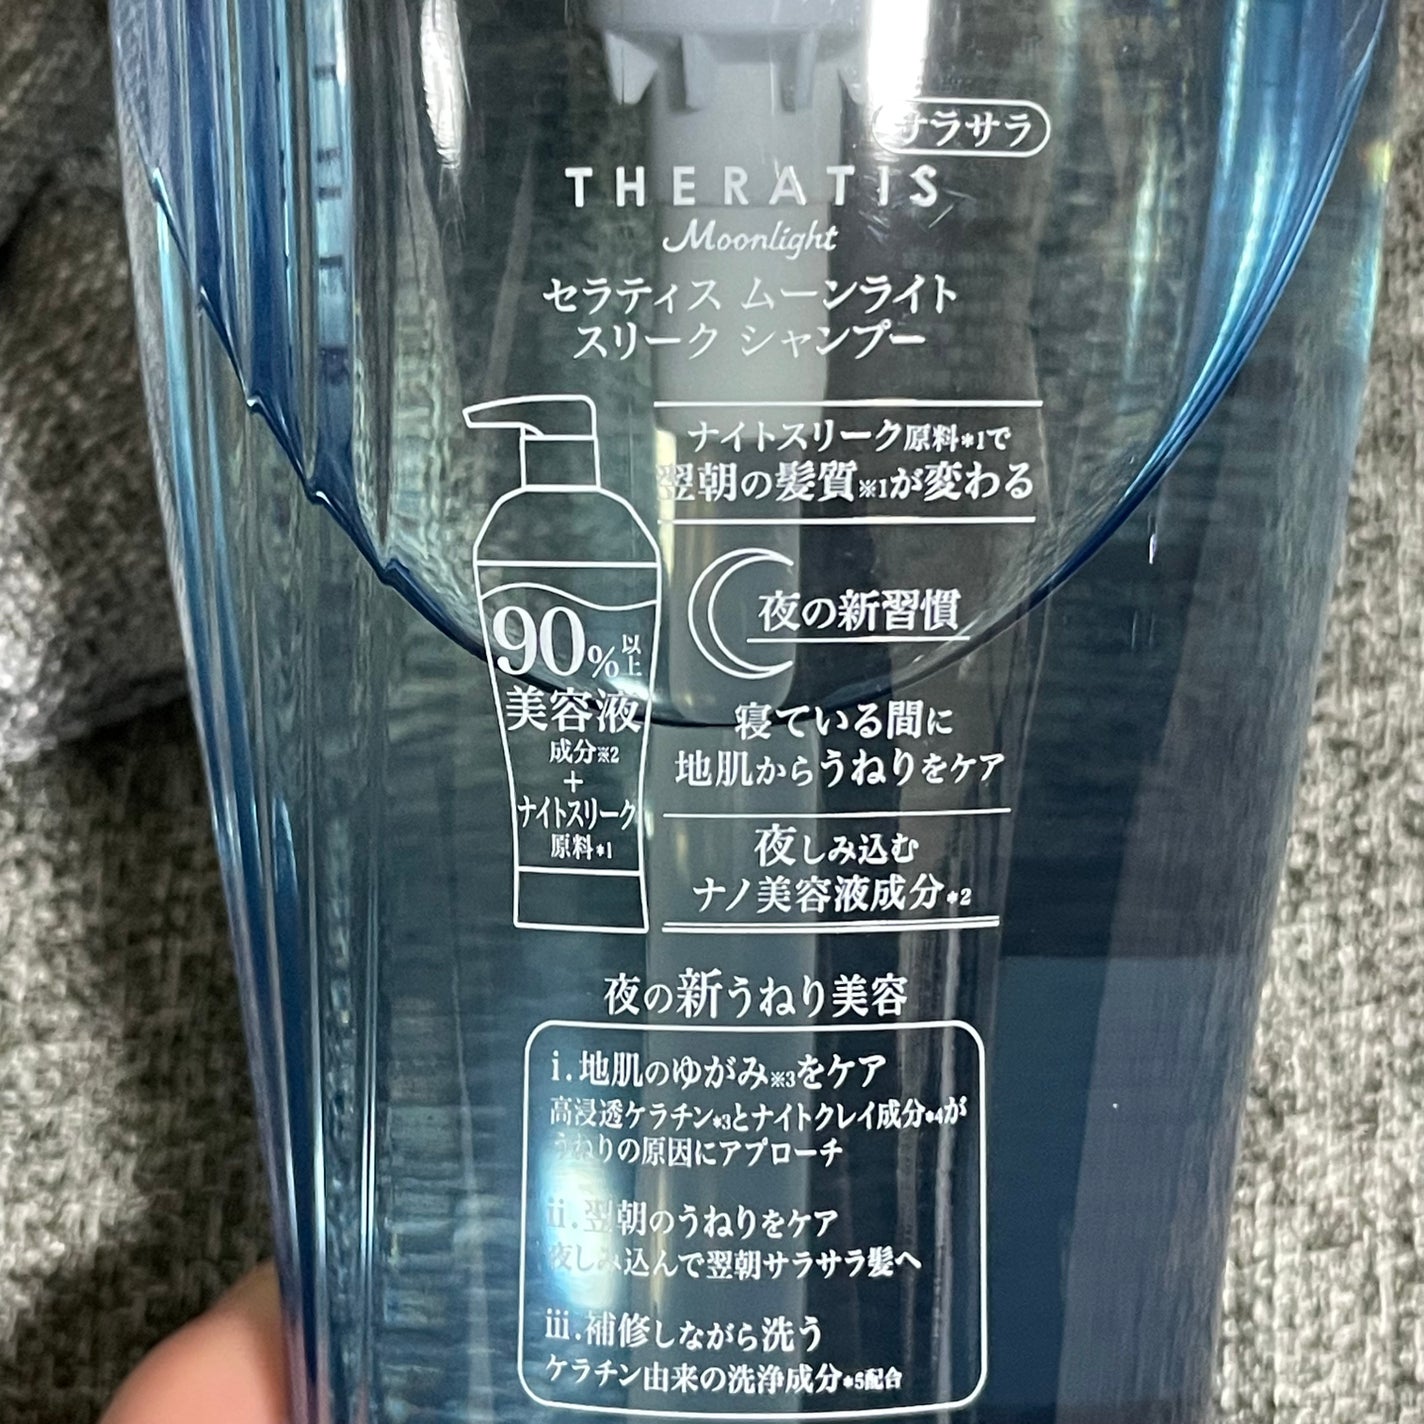 サラサラ
THERATIS
Moonlight
セラティス ムーンライト
スリーク シャンプー
ナイトスリーク原料*1で
翌朝の髪質※1が変わる
夜の新習慣
寝ている間に
地肌からうねりをケア
夜しみ込む
ナノ美容液成分*2
90%以上
美容液
成分※2
+
ナイトスリーク
原料*1
夜の新うねり美容
i.地肌のゆがみ※3をケア
高浸透ケラチン*3とナイトクレイ成分*4が
うねりの原因にアプローチ
ii.翌朝のうねりをケア
夜しみ込んで翌朝サラサラ髪へ
iii.補修しながら洗う
ケラチン由来の洗浄成分*5配合